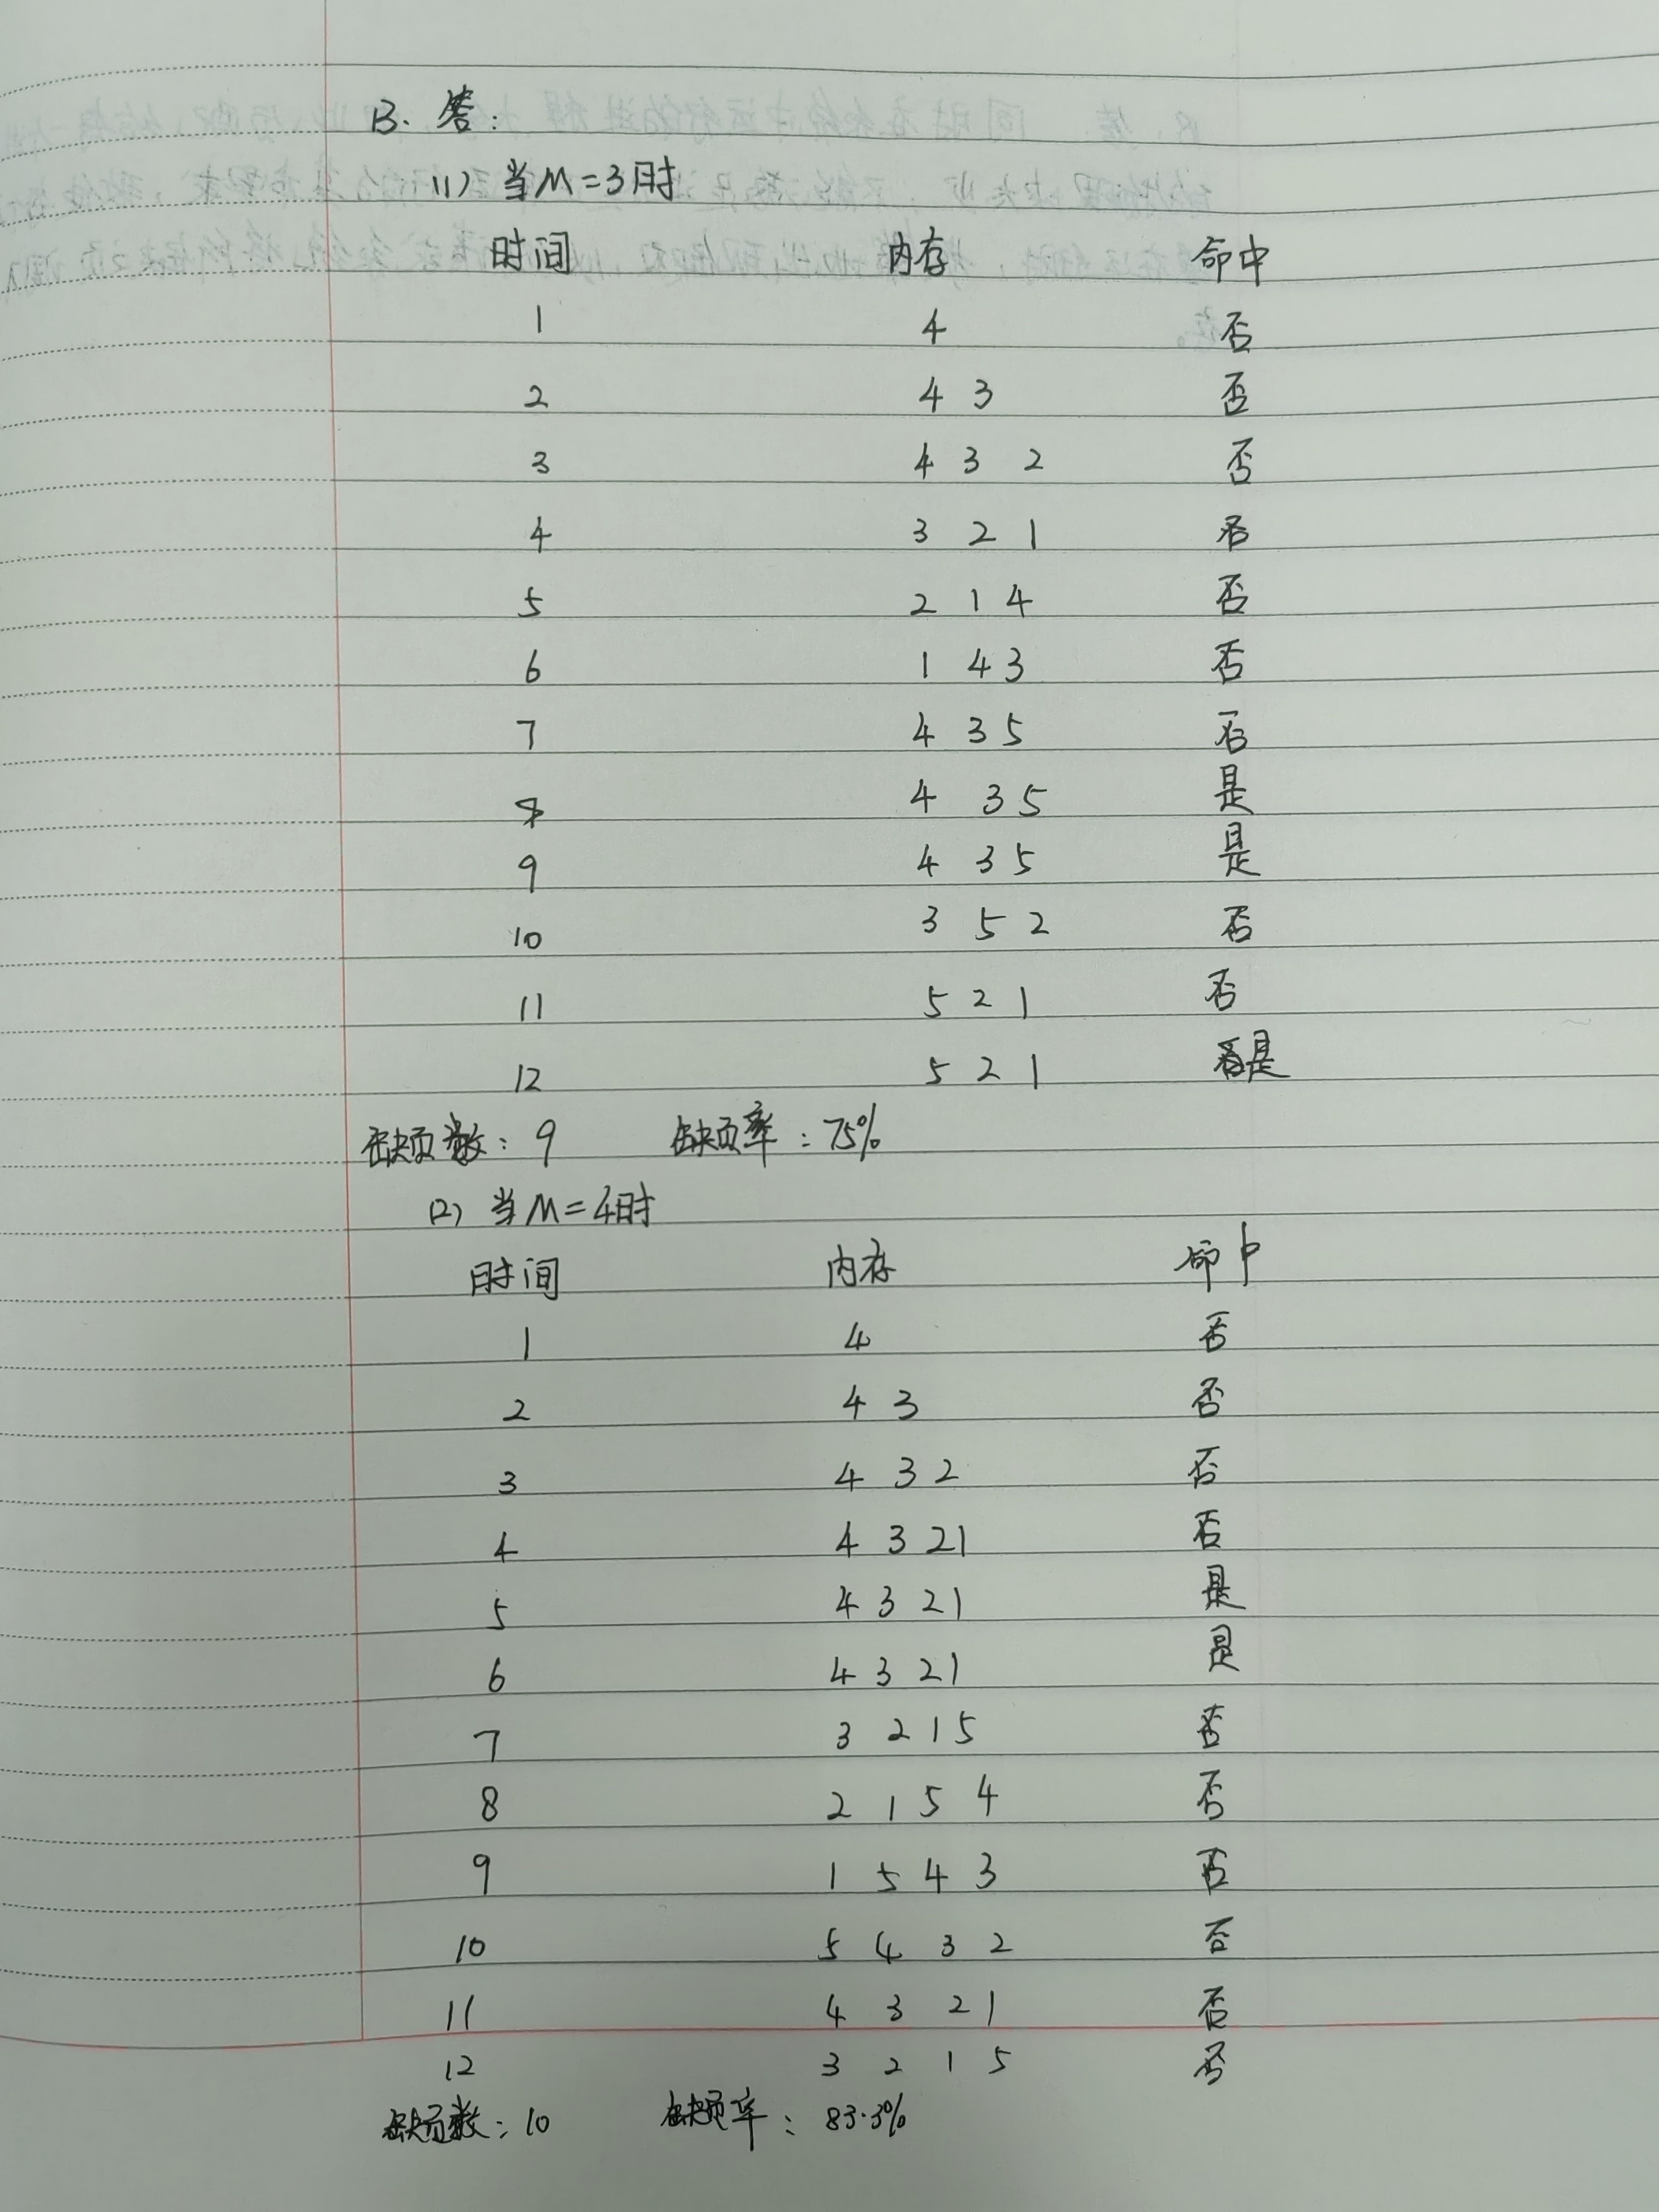 13. 答:
(1) 当M=3时
时间 内存 命中
1 4 否
2 4 3 否
3 4 3 2 否
4 3 2 1 否
5 2 1 4 否
6 1 4 3 否
7 4 3 5 否
8 4 3 5 是
9 4 3 5 是
10 3 5 2 否
11 5 2 1 否
12 5 2 1 是
缺页数: 9 缺页率: 75%
(2) 当M=4时
时间 内存 命中
1 4 否
2 4 3 否
3 4 3 2 否
4 4 3 2 1 否
5 4 3 2 1 是
6 4 3 2 1 是
7 3 2 1 5 否
8 2 1 5 4 否
9 1 5 4 3 否
10 5 4 3 2 否
11 4 3 2 1 否
12 3 2 1 5 否
缺页数: 10 缺页率: 83.3%